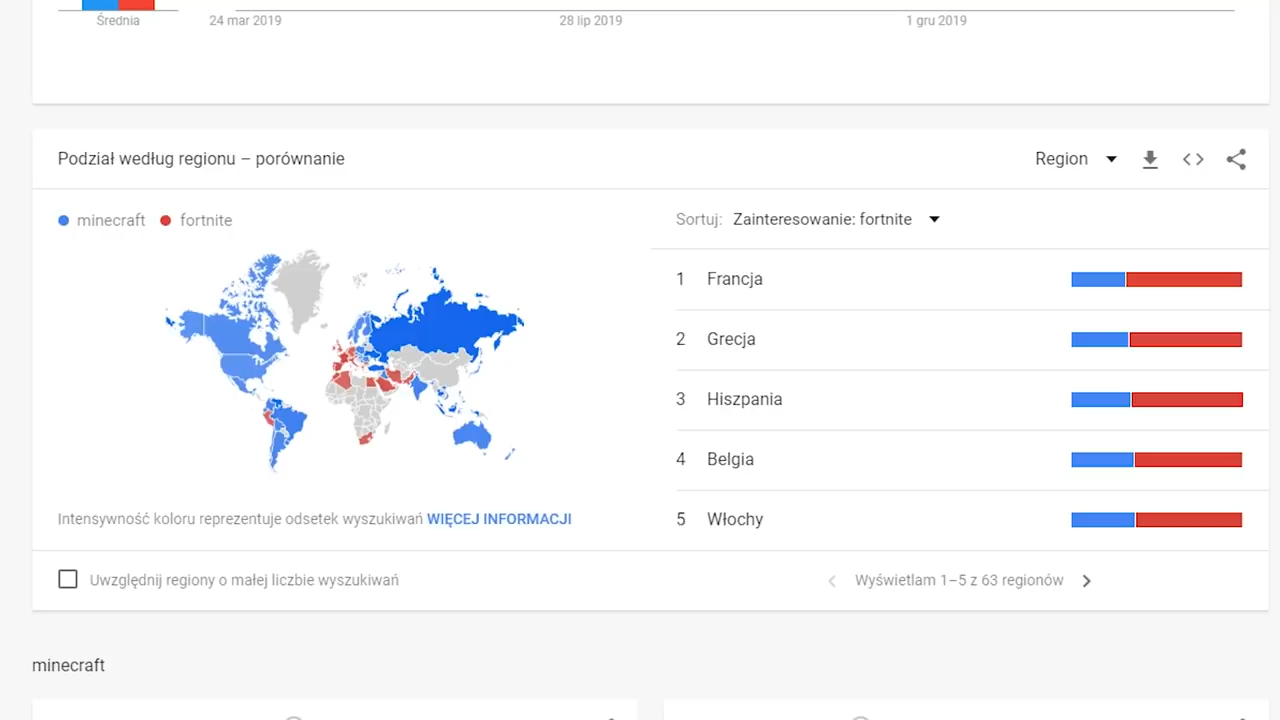 Średnia
24 mar 2019
28 lip 2019
1 gru 2019
Podział według regionu – porównanie
Region
minecraft
fortnite
Sortuj: Zainteresowanie: fortnite
1 Francja
2 Grecja
3 Hiszpania
4 Belgia
5 Włochy
Intensywność koloru reprezentuje odsetek wyszukiwań WIĘCEJ INFORMACJI
Uwzględnij regiony o małej liczbie wyszukiwań
Wyświetlam 1–5 z 63 regionów
minecraft